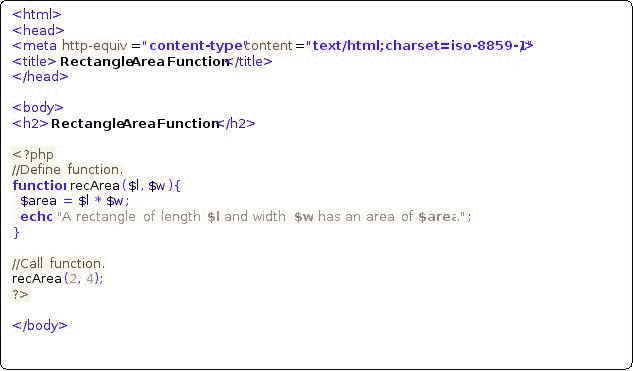 <html>
<head>
<meta http-equiv="content-type" content="text/html;charset=iso-8859-1" />
<title>Rectangle Area Function</title>
</head>
<body>
<h2>Rectangle Area Function</h2>
<?php
//Define function.
function recArea($l, $w){
$area = $l * $w;
echo "A rectangle of length $l and width $w has an area of $area.";
}
//Call function.
recArea(2, 4);
?>
</body>